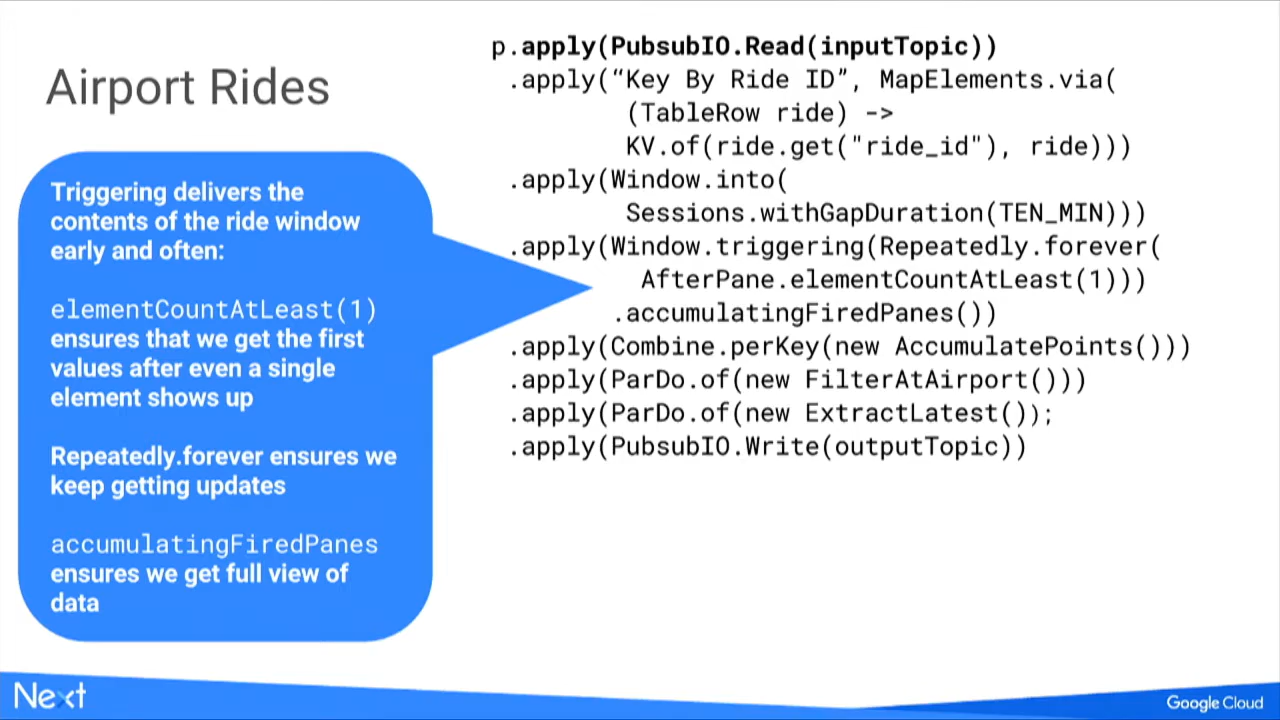 Airport Rides
Triggering delivers the
contents of the ride window
early and often:
elementCountAtLeast(1)
ensures that we get the first
values after even a single
element shows up
Repeatedly.forever ensures we
keep getting updates
accumulatingFiredPanes
ensures we get full view of
data
p.apply(PubsubIO.Read(inputTopic))
.apply(“Key By Ride ID”, MapElements.via(
(TableRow ride) ->
KV.of(ride.get("ride_id"), ride)))
.apply(Window.into(
Sessions.withGapDuration(TEN_MIN)))
.apply(Window.triggering(Repeatedly.forever(
AfterPane.elementCountAtLeast(1)))
.accumulatingFiredPanes())
.apply(Combine.perKey(new AccumulatePoints()))
.apply(ParDo.of(new FilterAtAirport()))
.apply(ParDo.of(new ExtractLatest());
.apply(PubsubIO.Write(outputTopic))
Next
Google Cloud